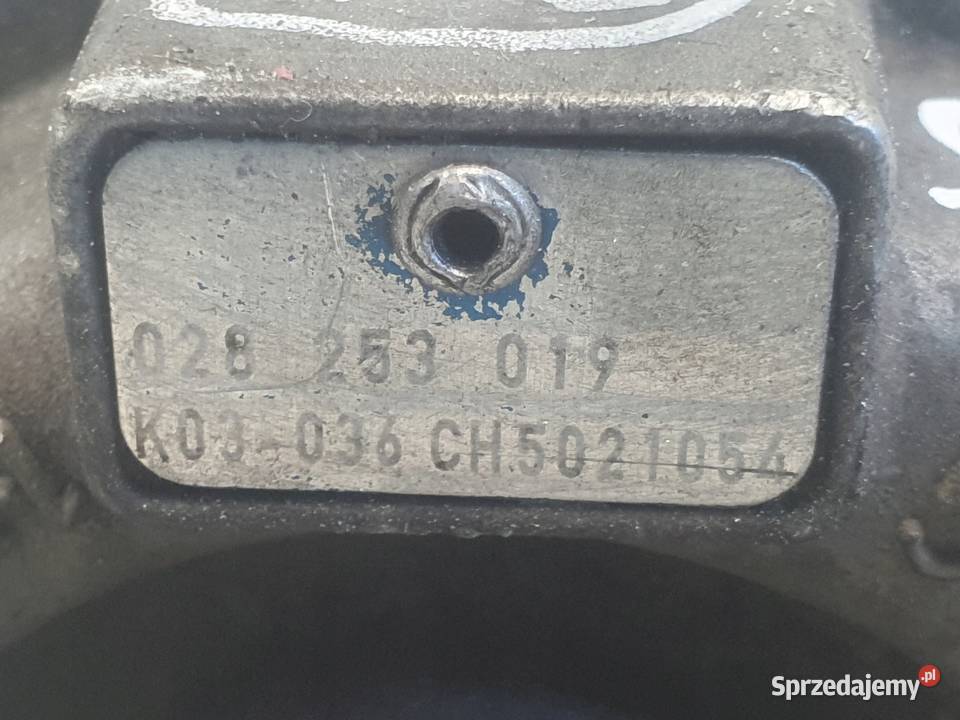 028 253 019
K03-036 CH5021054
Sprzedajemy.pl